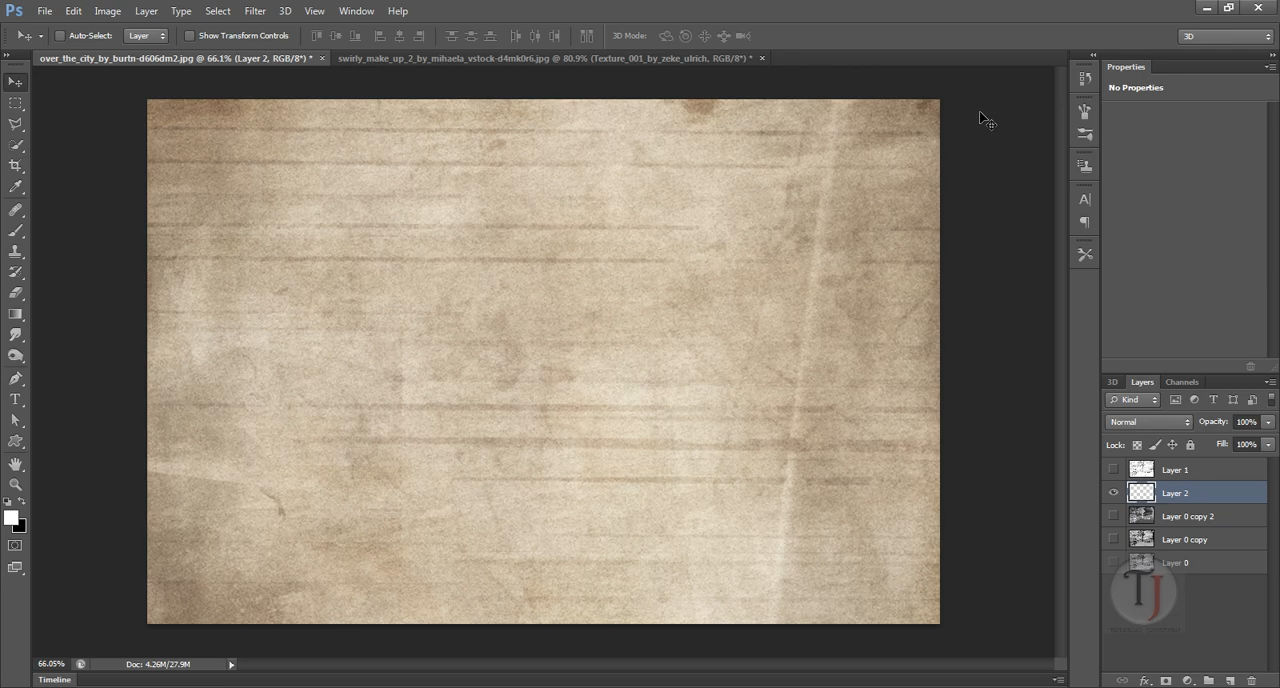 Ps File Edit Image Layer Type Select Filter 3D View Window Help
Auto-Select: Layer Show Transform Controls 3D Mode: 3D
over_the_city_by_burtn-d606dm2.jpg @ 66.1% (Layer 2, RGB/8*) * × swirly_make_up_2_by_mihaela_vstock-d4mk0r6.jpg @ 80.9% (Texture_001_by_zeke_ulrich, RGB/8*) * ×
Properties
No Properties
3D Layers Channels
Kind
Normal Opacity: 100%
Lock: Fill: 100%
Layer 1
Layer 2
Layer 0 copy 2
Layer 0 copy
Layer 0
TJ
66.05% Doc: 4.26M/27.9M
Timeline